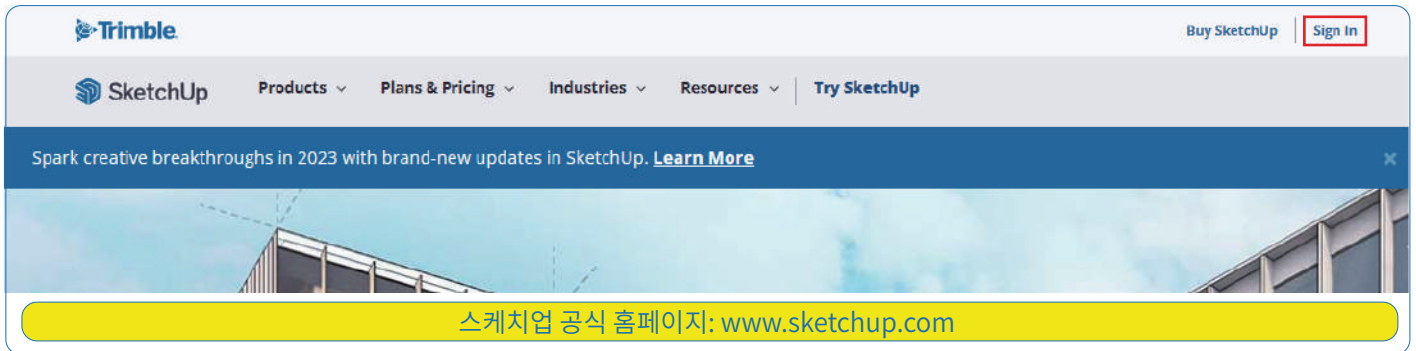 Trimble.
Buy SketchUp Sign In
SketchUp Products Plans & Pricing Industries Resources Try SketchUp
Spark creative breakthroughs in 2023 with brand-new updates in SketchUp. Learn More ×
스케치업 공식 홈페이지: www.sketchup.com